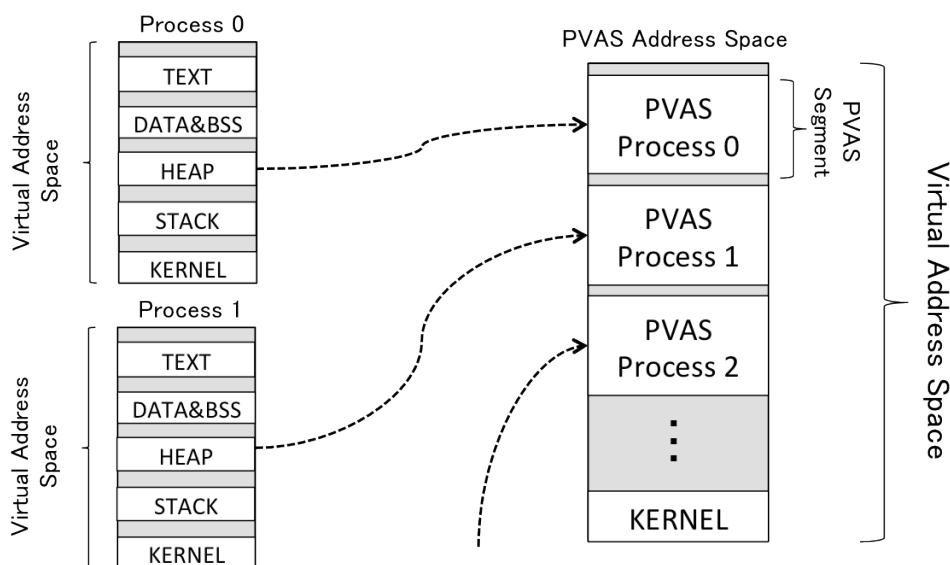 Process 0
Virtual Address
Space
TEXT
DATA&BSS
HEAP
STACK
KERNEL
Process 1
Virtual Address
Space
TEXT
DATA&BSS
HEAP
STACK
KERNEL
PVAS Address Space
PVAS
Process 0
PVAS
Process 1
PVAS
Process 2
⋮
KERNEL
PVAS
Segment
Virtual Address Space